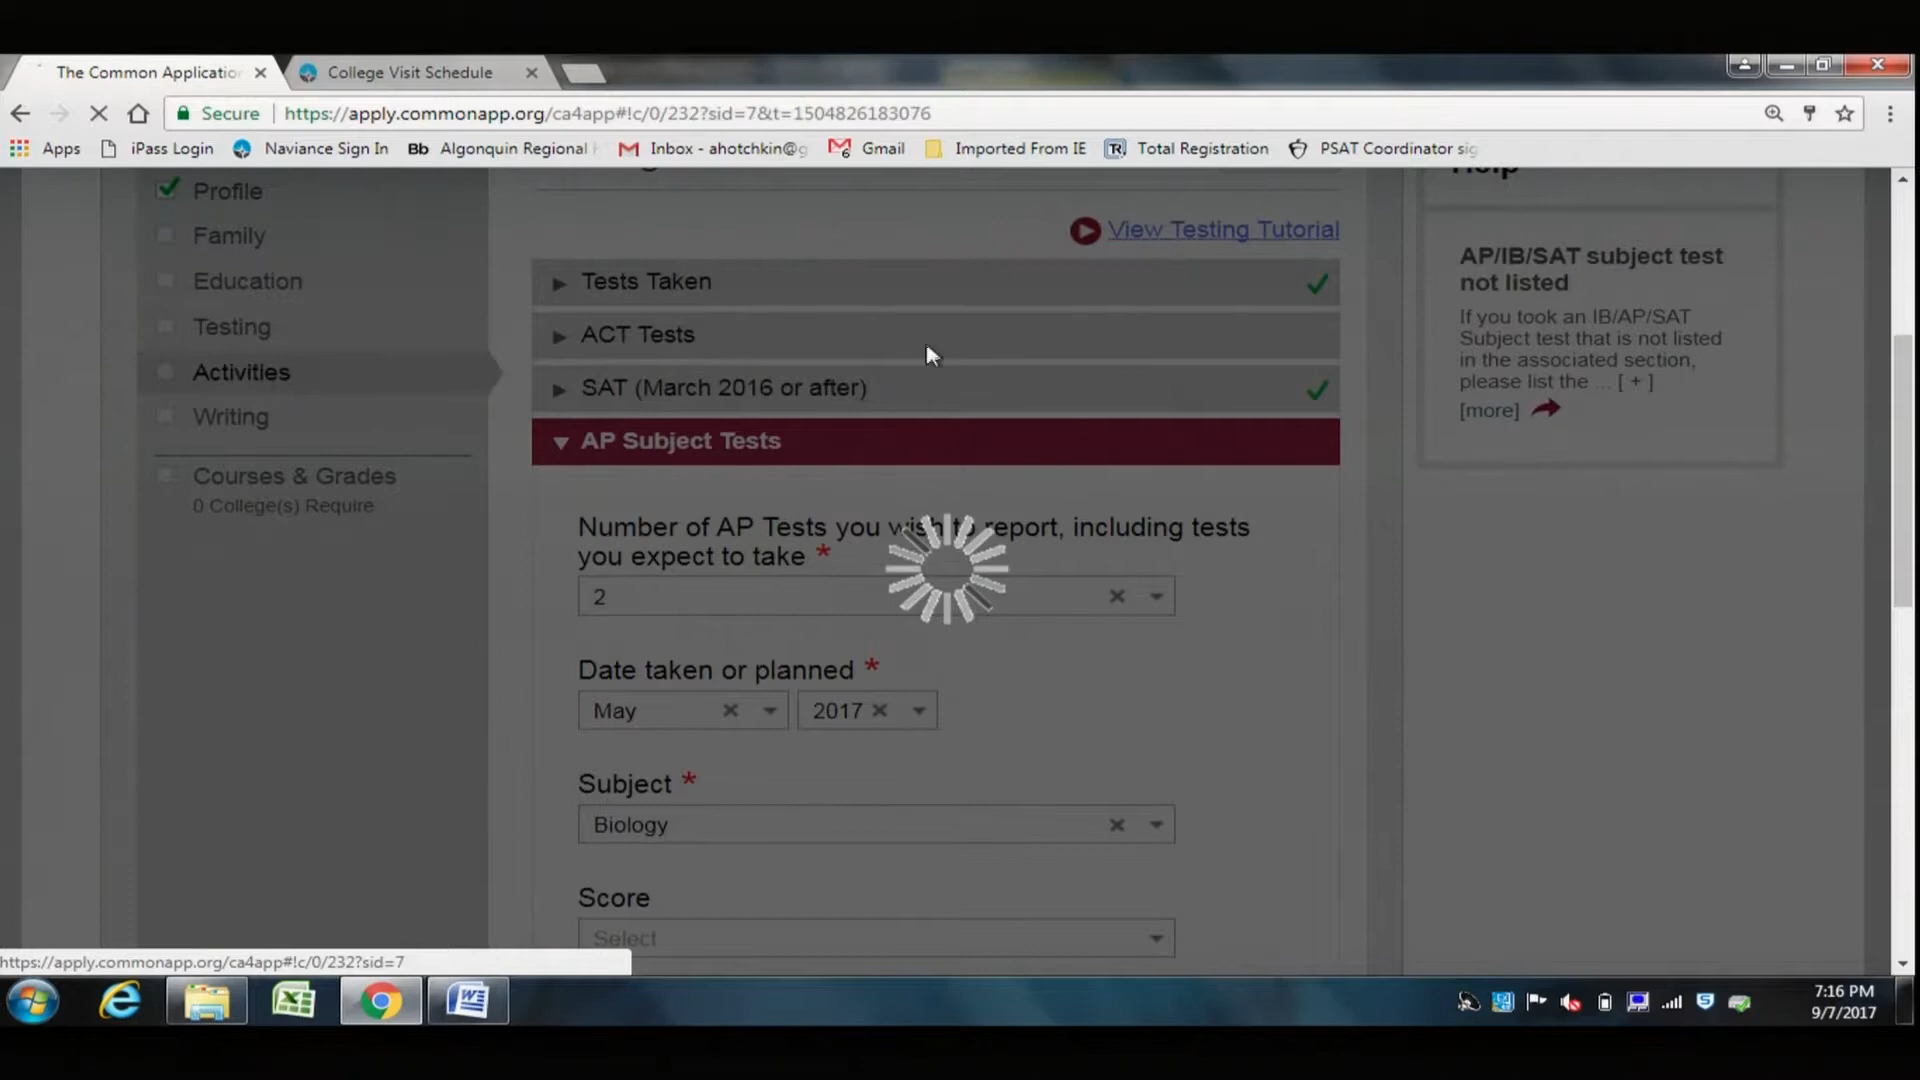 The Common Applicatio
College Visit Schedule
Secure
https://apply.commonapp.org/ca4app#!c/0/232?sid=7&t=1504826183076
Apps
iPass Login
Naviance Sign In
Bb Algonquin Regional
Inbox - ahotchkin@g
Gmail
Imported From IE
Total Registration
PSAT Coordinator sig
Profile
Family
Education
Testing
Activities
Writing
Courses & Grades
0 College(s) Require
View Testing Tutorial
Tests Taken
ACT Tests
SAT (March 2016 or after)
AP Subject Tests
Number of AP Tests you wish to report, including tests
you expect to take *
2
Date taken or planned *
May
2017
Subject *
Biology
Score
Select
Help
AP/IB/SAT subject test
not listed
If you took an IB/AP/SAT
Subject test that is not listed
in the associated section,
please list the ... [ + ]
[more]
https://apply.commonapp.org/ca4app#!c/0/232?sid=7
7:16 PM
9/7/2017